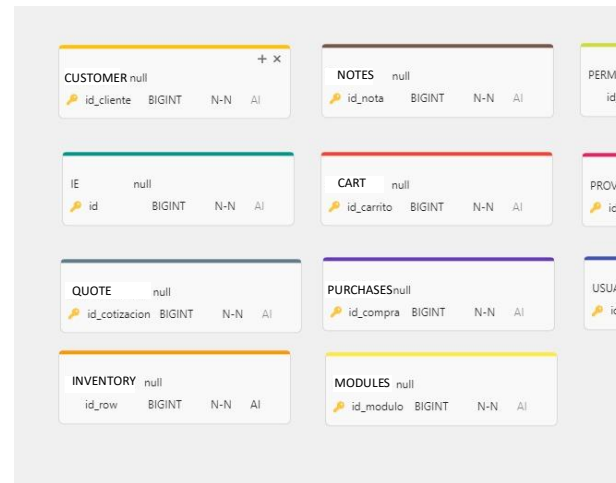 + ×
CUSTOMER null
id_cliente BIGINT N-N AI
NOTES null
id_nota BIGINT N-N AI
PERM
id
IE null
id BIGINT N-N AI
CART null
id_carrito BIGINT N-N AI
PROV
id
QUOTE null
id_cotizacion BIGINT N-N AI
PURCHASES null
id_compra BIGINT N-N AI
USUA
id
INVENTORY null
id_row BIGINT N-N AI
MODULES null
id_modulo BIGINT N-N AI